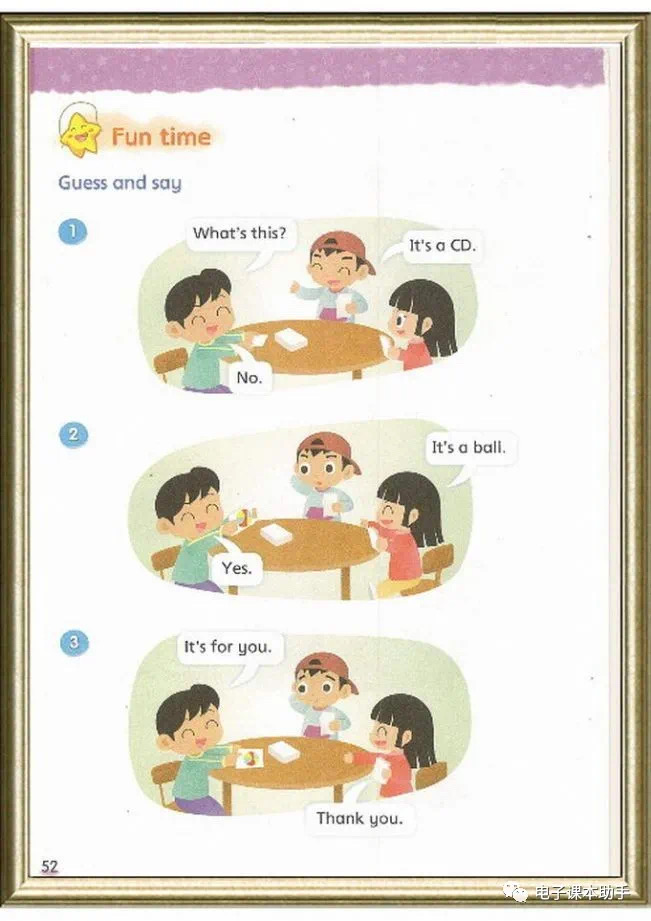 Fun time
Guess and say
1
What's this?
It's a CD.
No.
2
It's a ball.
Yes.
3
It's for you.
Thank you.
52
电子课本助手